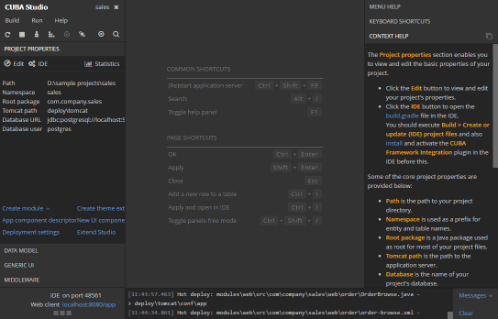 CUBA Studio
sales
Build Run Help
PROJECT PROPERTIES
Edit IDE Statistics
Path D:\sample projects\sales
Namespace sales
Root package com.company.sales
Tomcat path deploy\tomcat
Database URL jdbc:postgresql://localhost:5
Database user postgres
Create module Create theme ext
App component descriptor New UI compone
Deployment settings Extend Studio
DATA MODEL
GENERIC UI
MIDDLEWARE
IDE on port 48561
Web client localhost:8080/app
COMMON SHORTCUTS
(Re)start application server Ctrl + Shift + F9
Search Alt + /
Toggle help panel F1
PAGE SHORTCUTS
OK Ctrl + Enter
Apply Shift + Enter
Close Esc
Add a new row to a table Ctrl + \
Apply and open in IDE Ctrl + I
Toggle panels-free mode Ctrl + Shift + /
[11:43:57.463] Hot deploy: modules\web\src\com\company\sales\web\order\OrderBrowse.java -
> deploy\tomcat\conf\app
[11:44:34.861] Hot deploy: modules\web\src\com\company\sales\web\order\order-browse.xml -
MENU HELP
KEYBOARD SHORTCUTS
CONTEXT HELP
The Project properties section enables you
to view and edit the basic properties of your
project.
• Click the Edit button to view and edit
your project's properties.
• Click the IDE button to open the
build.gradle file in the IDE.
You should execute Build > Create or
update {IDE} project files and also
install and activate the CUBA
Framework Integration plugin in the
IDE before this.
Some of the core project properties are
provided below:
• Path is the path to your project
directory.
• Namespace is used as a prefix for
entity and table names.
• Root package is a Java package used
as root for most of your project files.
• Tomcat path is the path to the
application server.
• Database is the name of your
project's database.
Messages
Clear